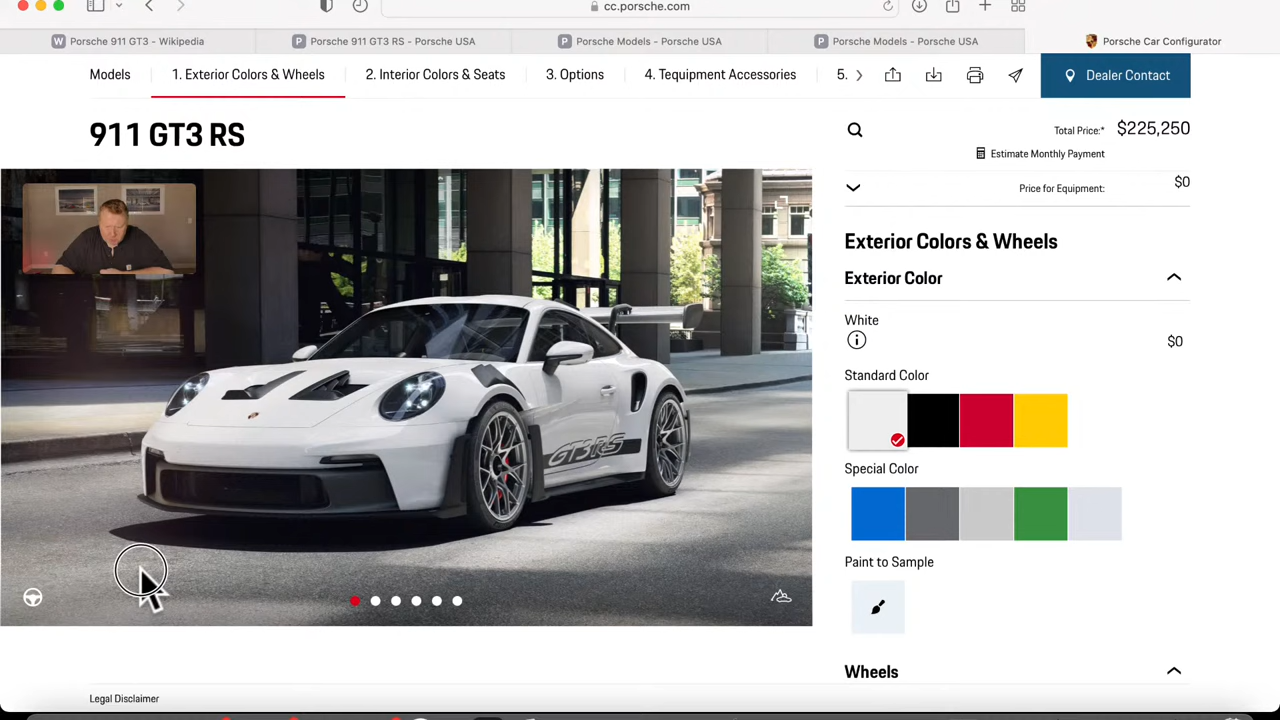 cc.porsche.com
W Porsche 911 GT3 - Wikipedia
P Porsche 911 GT3 RS - Porsche USA
P Porsche Models - Porsche USA
P Porsche Models - Porsche USA
Porsche Car Configurator
Models
1. Exterior Colors & Wheels
2. Interior Colors & Seats
3. Options
4. Tequipment Accessories
5.
Dealer Contact
911 GT3 RS
Total Price:* $225,250
Estimate Monthly Payment
Price for Equipment: $0
Exterior Colors & Wheels
Exterior Color
White
$0
Standard Color
Special Color
Paint to Sample
Wheels
GT3 RS
Legal Disclaimer